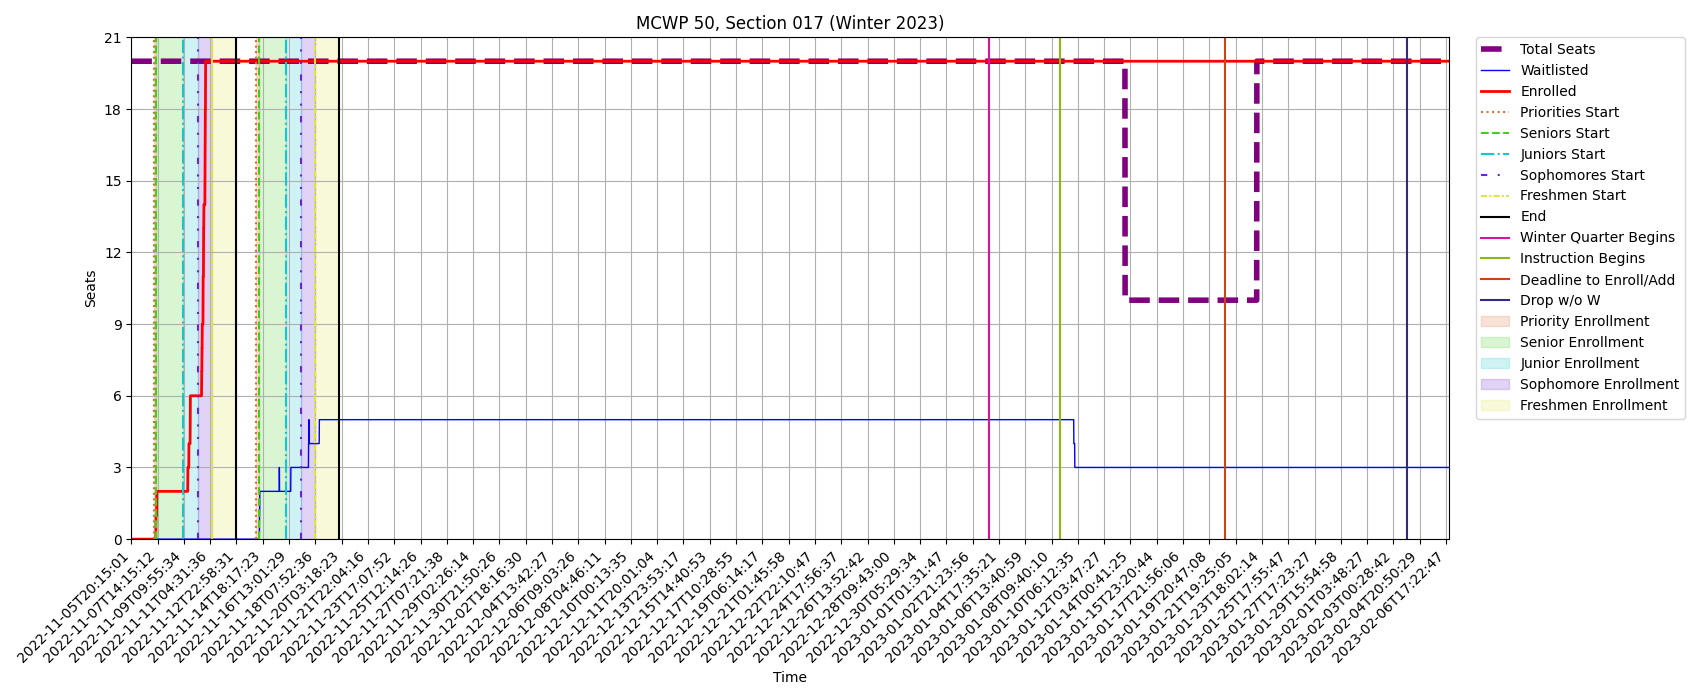 MCWP 50, Section 017 (Winter 2023)
21
18
15
12
9
6
3
0
Seats
2022-11-05T20:15:01
2022-11-07T14:15:12
2022-11-09T09:55:34
2022-11-11T04:31:36
2022-11-12T22:58:31
2022-11-14T18:17:23
2022-11-16T13:01:29
2022-11-18T07:52:36
2022-11-20T03:18:23
2022-11-21T22:04:16
2022-11-23T17:07:52
2022-11-25T12:14:26
2022-11-27T07:21:38
2022-11-29T02:26:14
2022-11-30T21:50:26
2022-12-02T18:16:30
2022-12-04T13:42:27
2022-12-06T09:03:26
2022-12-08T04:46:11
2022-12-10T00:13:35
2022-12-11T20:01:04
2022-12-13T23:53:17
2022-12-15T14:40:53
2022-12-17T10:28:55
2022-12-19T06:14:17
2022-12-21T01:45:58
2022-12-22T22:10:47
2022-12-24T17:56:37
2022-12-26T13:52:42
2022-12-28T09:43:00
2022-12-30T05:29:34
2023-01-01T01:31:47
2023-01-02T21:23:56
2023-01-04T17:35:21
2023-01-06T13:40:59
2023-01-08T09:40:10
2023-01-10T06:12:35
2023-01-12T03:47:27
2023-01-14T00:41:25
2023-01-15T23:20:44
2023-01-17T21:56:06
2023-01-19T20:47:08
2023-01-21T19:25:05
2023-01-23T18:02:14
2023-01-25T17:55:47
2023-01-27T17:23:27
2023-01-29T15:54:58
2023-02-01T03:48:27
2023-02-03T00:28:42
2023-02-04T20:50:29
2023-02-06T17:22:47
Time
Total Seats
Waitlisted
Enrolled
Priorities Start
Seniors Start
Juniors Start
Sophomores Start
Freshmen Start
End
Winter Quarter Begins
Instruction Begins
Deadline to Enroll/Add
Drop w/o W
Priority Enrollment
Senior Enrollment
Junior Enrollment
Sophomore Enrollment
Freshmen Enrollment